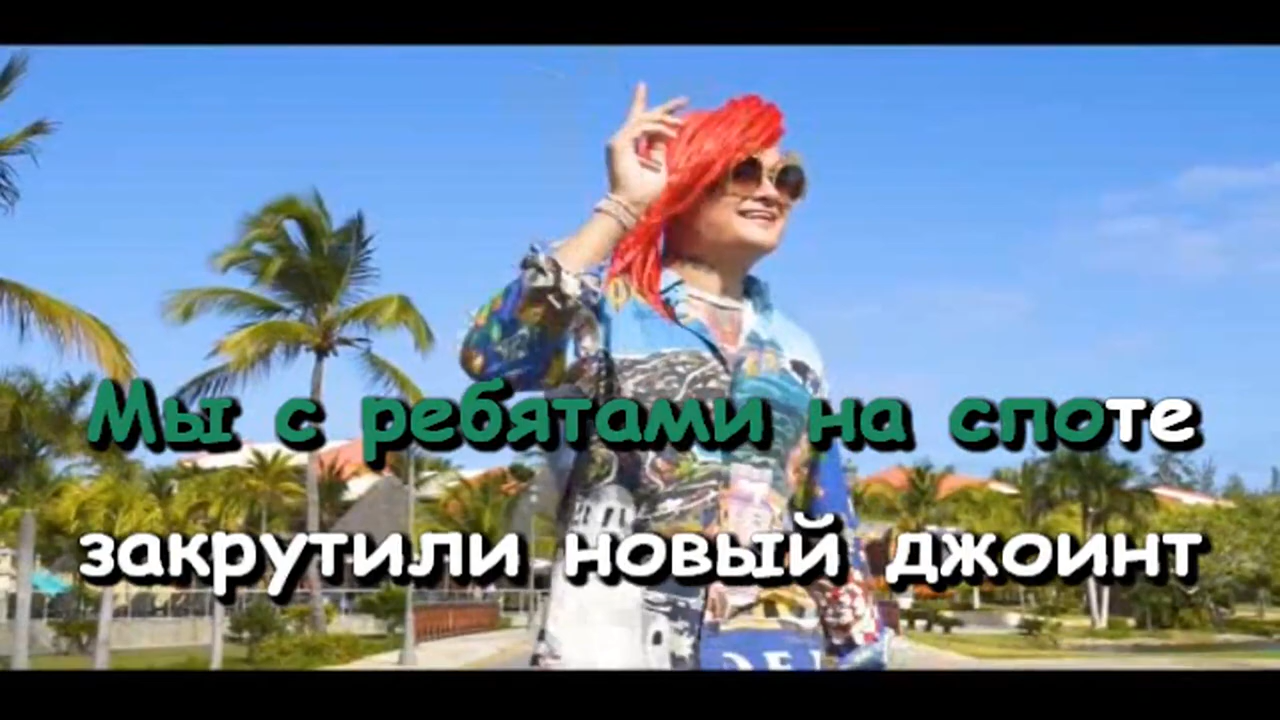 Мы с ребятами на споте
закрутили новый джоинт